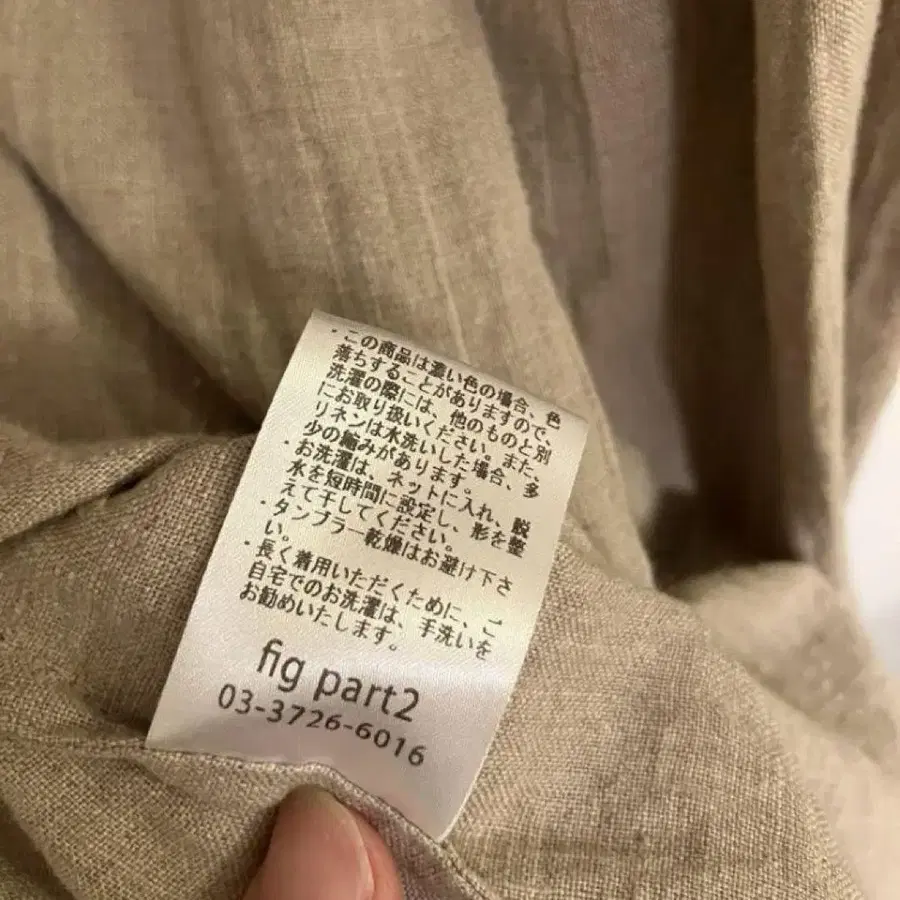 ・この商品は濃い色の場合、色
落ちすることがありますので、
洗濯の際には、他のものと別
にお取り扱いください。また、
リネンは水洗いした場合、多
少の縮みがあります。
・お洗濯は、ネットに入れ、脱
水を短時間に設定し、形を整
えて干してください。
・タンブラー乾燥はお避け下さ
い。
・長く着用いただくために、ご
自宅でのお洗濯は、手洗いを
お勧めいたします。
fig part2
03-3726-6016